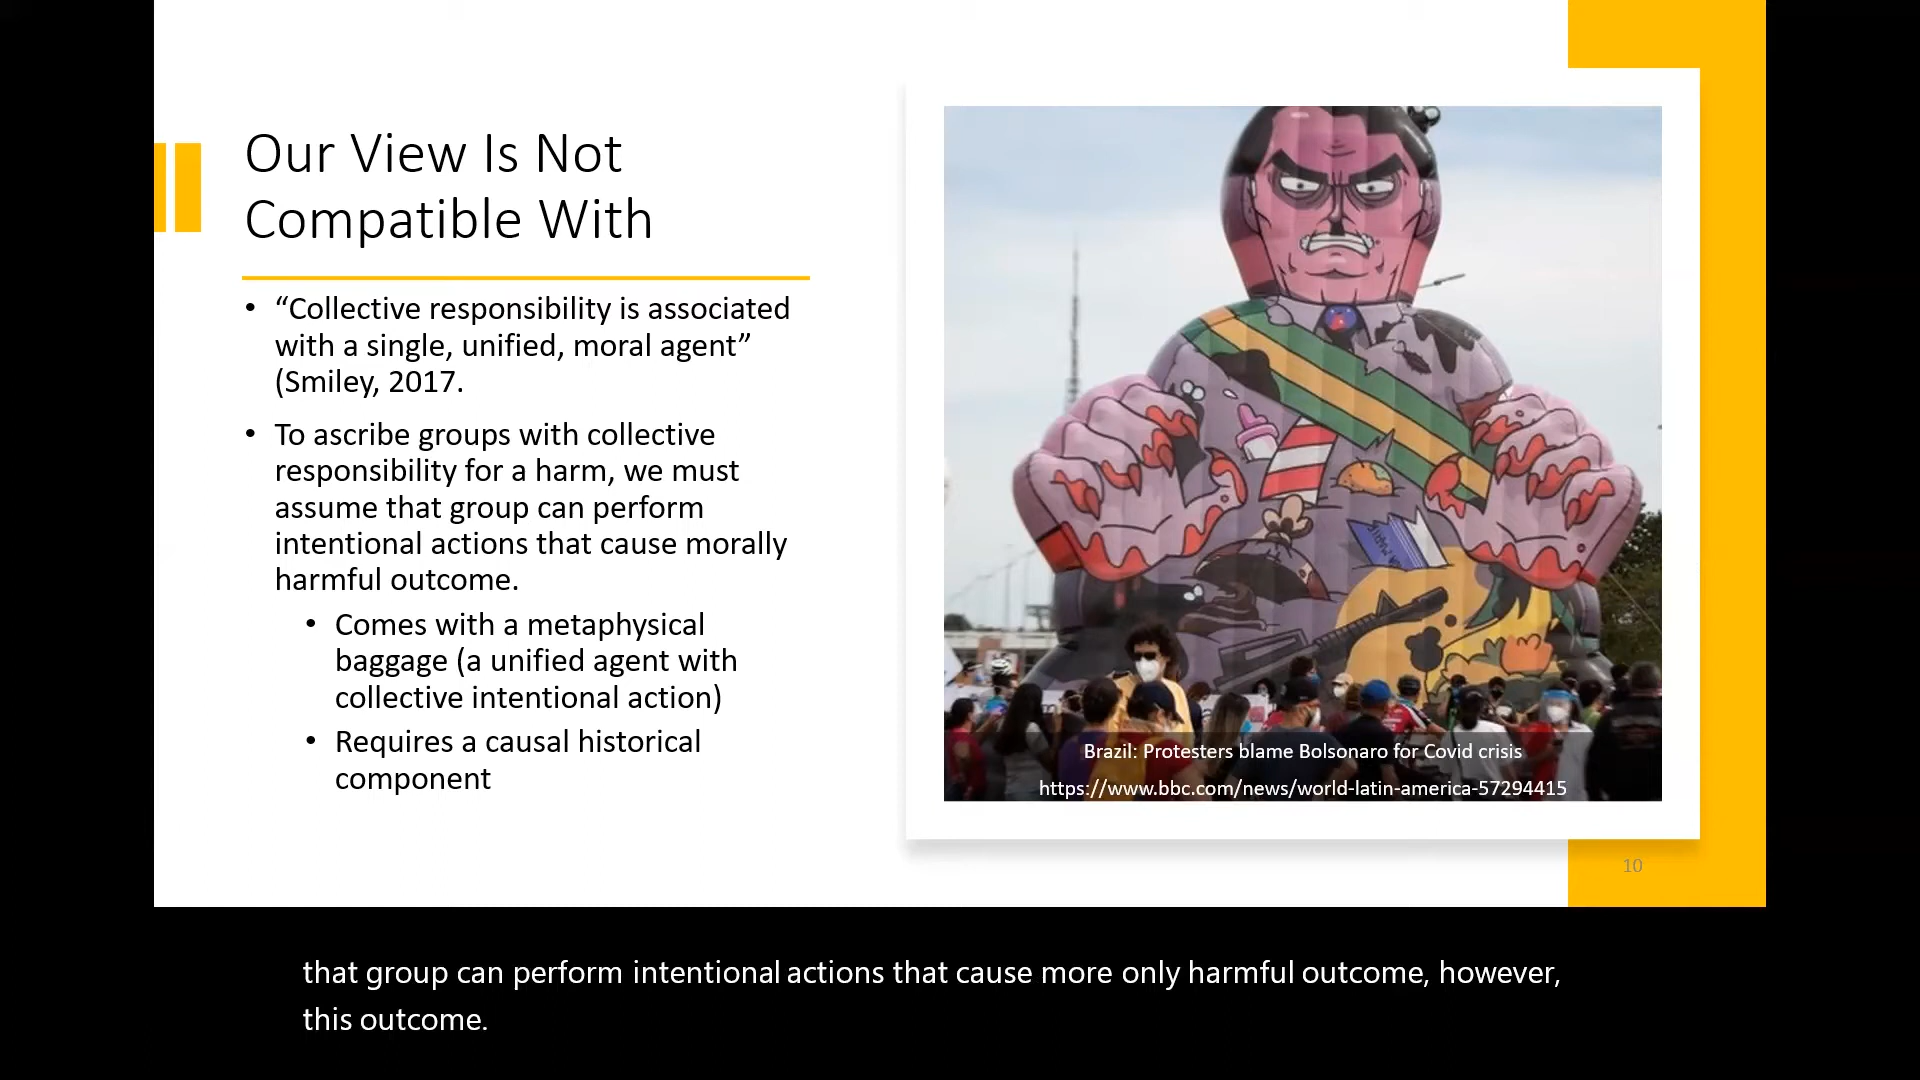 Our View Is Not
Compatible With
• “Collective responsibility is associated
with a single, unified, moral agent”
(Smiley, 2017.
• To ascribe groups with collective
responsibility for a harm, we must
assume that group can perform
intentional actions that cause morally
harmful outcome.
• Comes with a metaphysical
baggage (a unified agent with
collective intentional action)
• Requires a causal historical
component
Brazil: Protesters blame Bolsonaro for Covid crisis
https://www.bbc.com/news/world-latin-america-57294415
10
that group can perform intentional actions that cause more only harmful outcome, however,
this outcome.